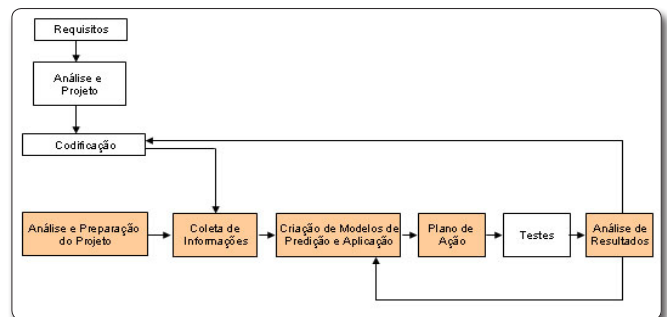 Requisitos
Análise e
Projeto
Codificação
Análise e Preparação
do Projeto
Coleta de
Informações
Criação de Modelos de
Predição e Aplicação
Plano de
Ação
Testes
Análise de
Resultados